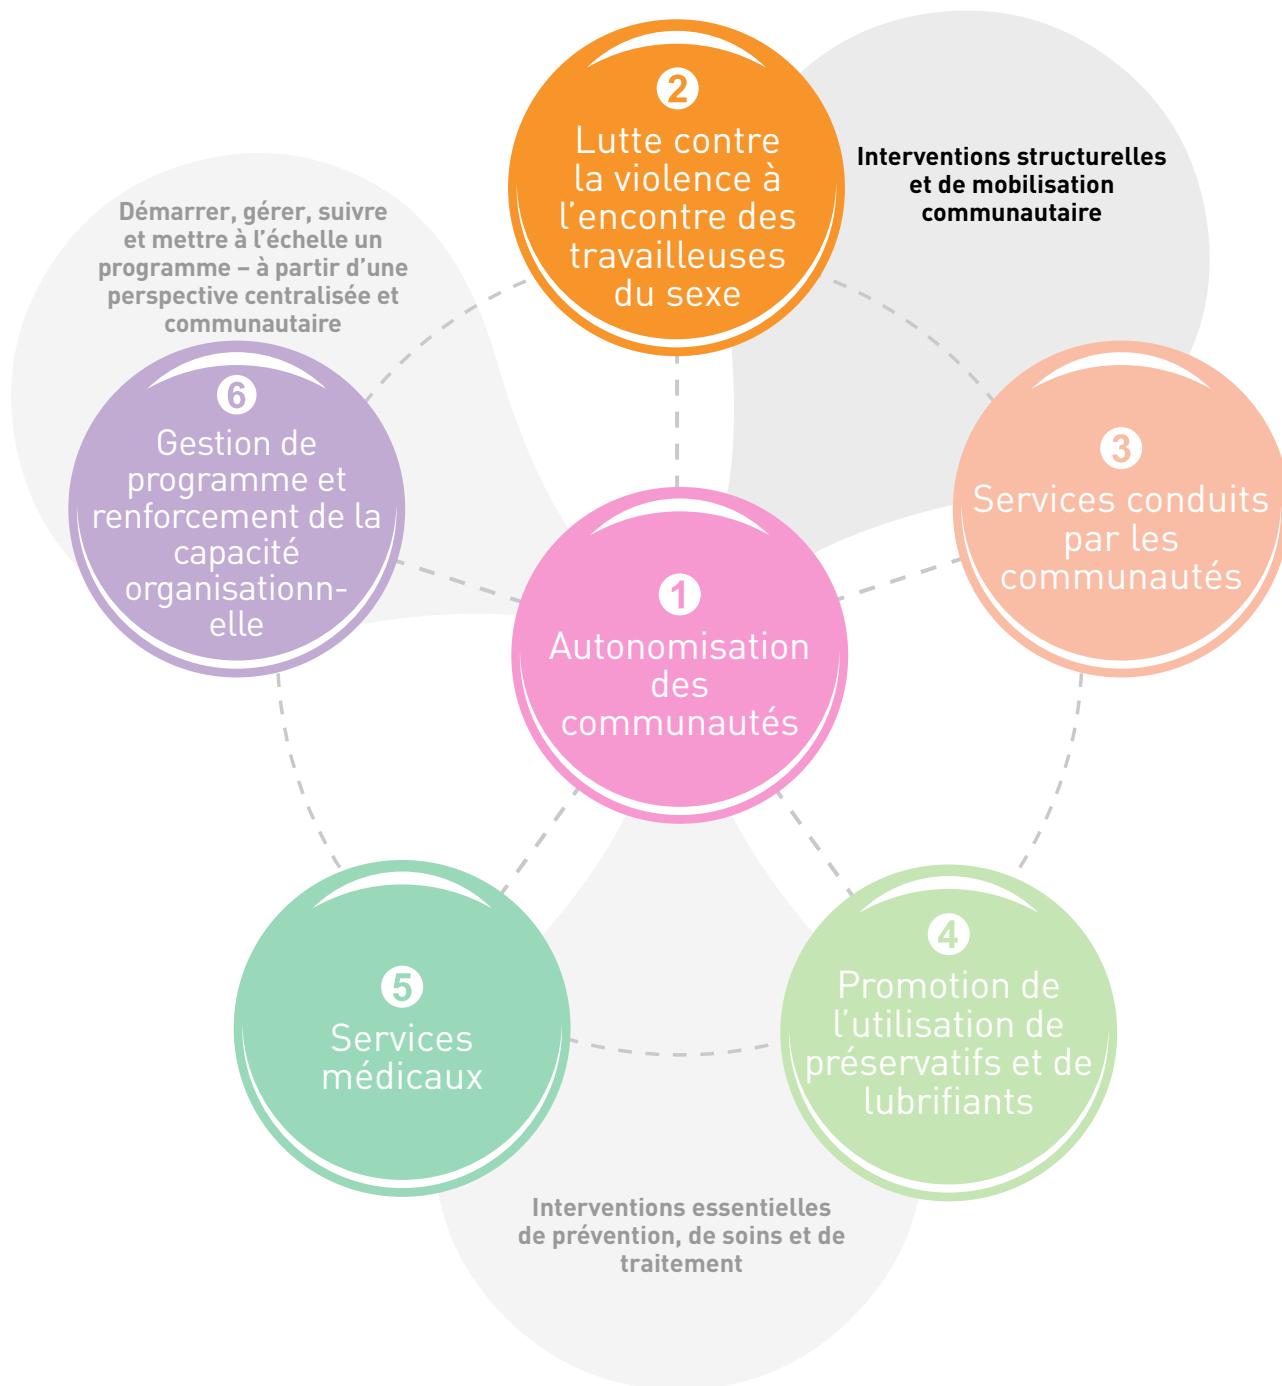 2
Lutte contre
la violence à
l’encontre des
travailleuses
du sexe
Interventions structurelles
et de mobilisation
communautaire
Démarrer, gérer, suivre
et mettre à l’échelle un
programme – à partir d’une
perspective centralisée et
communautaire
6
Gestion de
programme et
renforcement de la
capacité
organisationn-
elle
3
Services conduits
par les
communautés
1
Autonomisation
des
communautés
5
Services
médicaux
4
Promotion de
l’utilisation de
préservatifs et de
lubrifiants
Interventions essentielles
de prévention, de soins et de
traitement